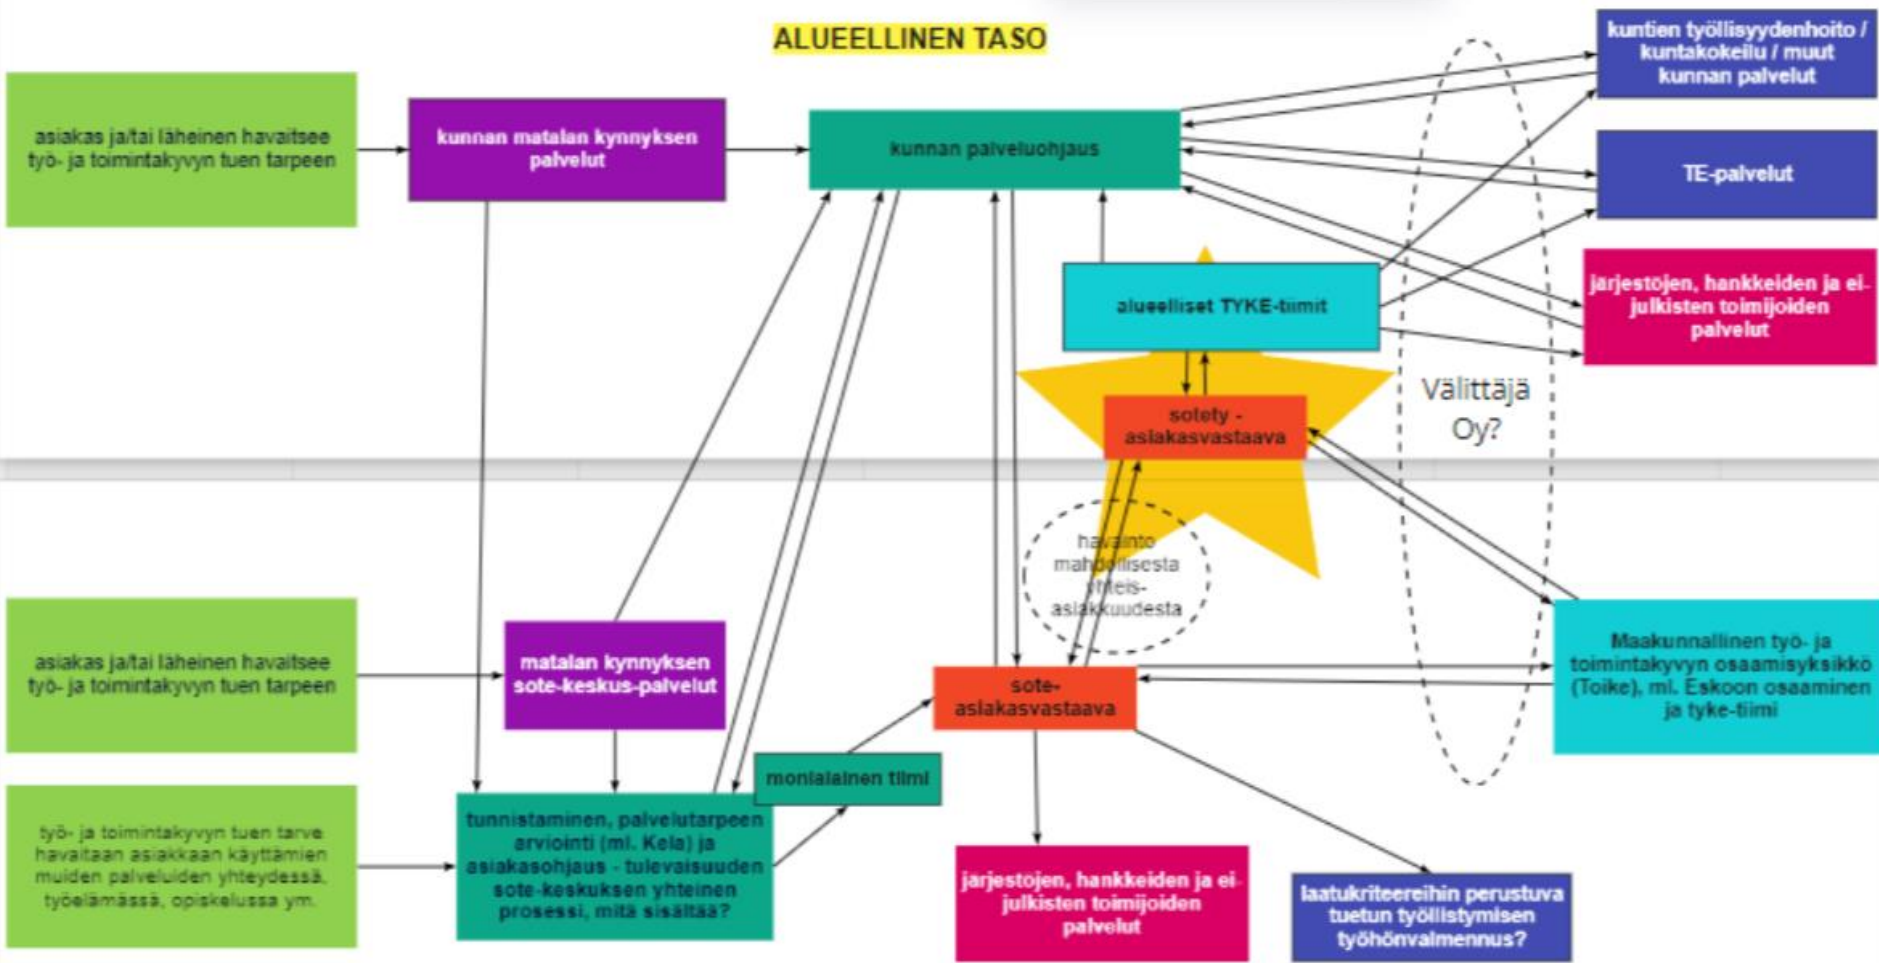 ALUEELLINEN TASO
kuntien työllisyydenhoito /
kuntakokeilu / muut
kunnan palvelut
asiakas ja/tai läheinen havaitsee
työ- ja toimintakyvyn tuen tarpeen
kunnan matalan kynnyksen
palvelut
kunnan palveluohjaus
TE-palvelut
järjestöjen, hankkeiden ja ei-
julkisten toimijoiden
palvelut
alueelliset TYKE-tiimit
sotety -
asiakasvastaava
Välittäjä
Oy?
havainto
mahdollisesta
yhteis-
asiakkuudesta
asiakas ja/tai läheinen havaitsee
työ- ja toimintakyvyn tuen tarpeen
matalan kynnyksen
sote-keskus-palvelut
sote-
asiakasvastaava
Maakunnallinen työ- ja
toimintakyvyn osaamisyksikkö
(Toike), ml. Eskoon osaaminen
ja tyke-tiimi
monialainen tiimi
työ- ja toimintakyvyn tuen tarve
havaitaan asiakkaan käyttämien
muiden palveluiden yhteydessä,
työelämässä, opiskelussa ym.
tunnistaminen, palvelutarpeen
arviointi (ml. Kela) ja
asiakasohjaus - tulevaisuuden
sote-keskuksen yhteinen
prosessi, mitä sisältää?
järjestöjen, hankkeiden ja ei-
julkisten toimijoiden
palvelut
laatukriteereihin perustuva
tuetun työllistymisen
työhönvalmennus?